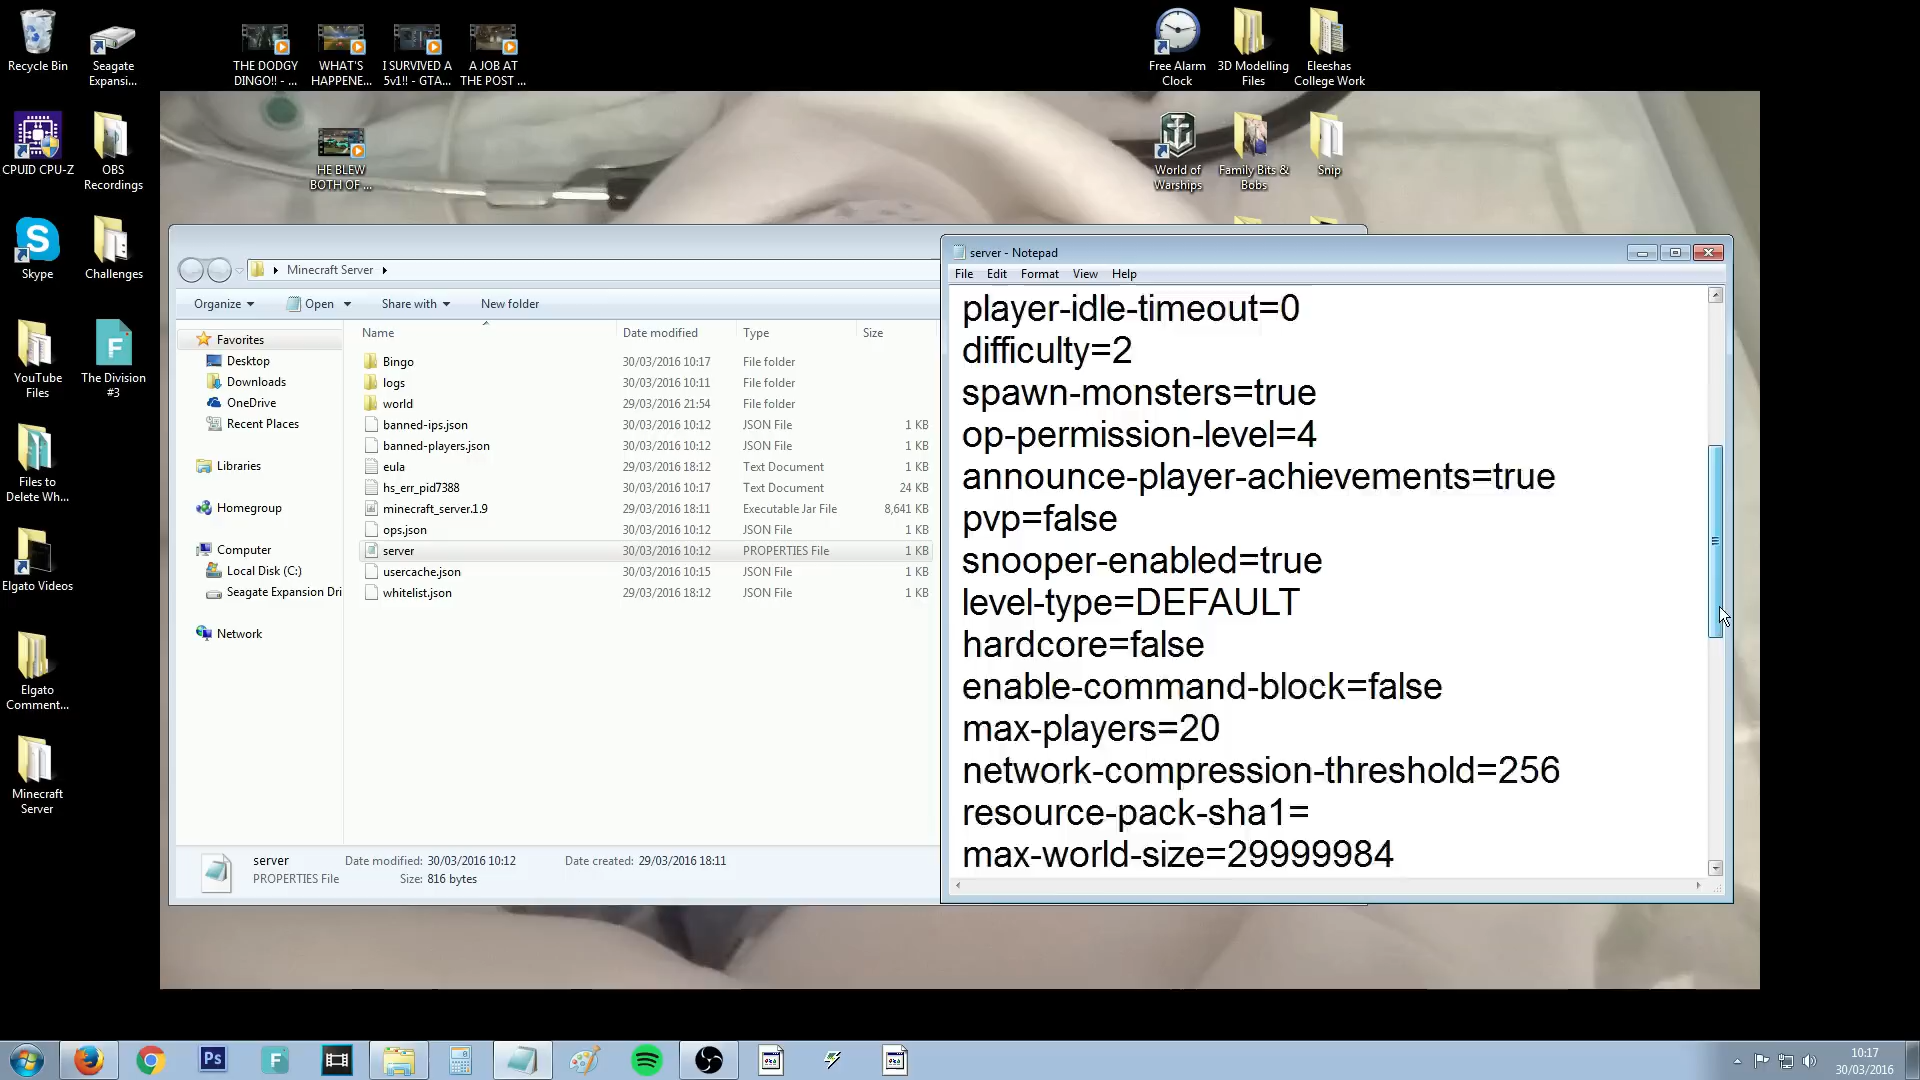 Recycle Bin
Seagate
Expansi...
THE DODGY
DINGO!! - ...
WHAT'S
HAPPENE...
I SURVIVED A
5v1!! - GTA...
A JOB AT
THE POST ...
Free Alarm
Clock
3D Modelling
Files
Eleeshas
College Work
CPUID CPU-Z
OBS
Recordings
HE BLEW
BOTH OF ...
World of
Warships
Family Bits &
Bobs
Snip
Skype
Challenges
YouTube
Files
The Division
#3
Files to
Delete Wh...
Elgato Videos
Elgato
Comment...
Minecraft
Server
Minecraft Server
Organize
Open
Share with
New folder
Favorites
Desktop
Downloads
OneDrive
Recent Places
Libraries
Homegroup
Computer
Local Disk (C:)
Seagate Expansion Dri
Network
Name Date modified Type Size
Bingo 30/03/2016 10:17 File folder
logs 30/03/2016 10:11 File folder
world 29/03/2016 21:54 File folder
banned-ips.json 30/03/2016 10:12 JSON File 1 KB
banned-players.json 30/03/2016 10:12 JSON File 1 KB
eula 29/03/2016 18:12 Text Document 1 KB
hs_err_pid7388 30/03/2016 10:17 Text Document 24 KB
minecraft_server.1.9 29/03/2016 18:11 Executable Jar File 8,641 KB
ops.json 30/03/2016 10:12 JSON File 1 KB
server 30/03/2016 10:12 PROPERTIES File 1 KB
usercache.json 30/03/2016 10:15 JSON File 1 KB
whitelist.json 29/03/2016 18:12 JSON File 1 KB
server Date modified: 30/03/2016 10:12 Date created: 29/03/2016 18:11
PROPERTIES File Size: 816 bytes
server - Notepad
File Edit Format View Help
player-idle-timeout=0
difficulty=2
spawn-monsters=true
op-permission-level=4
announce-player-achievements=true
pvp=false
snooper-enabled=true
level-type=DEFAULT
hardcore=false
enable-command-block=false
max-players=20
network-compression-threshold=256
resource-pack-sha1=
max-world-size=29999984
Ps
F
10:17
30/03/2016